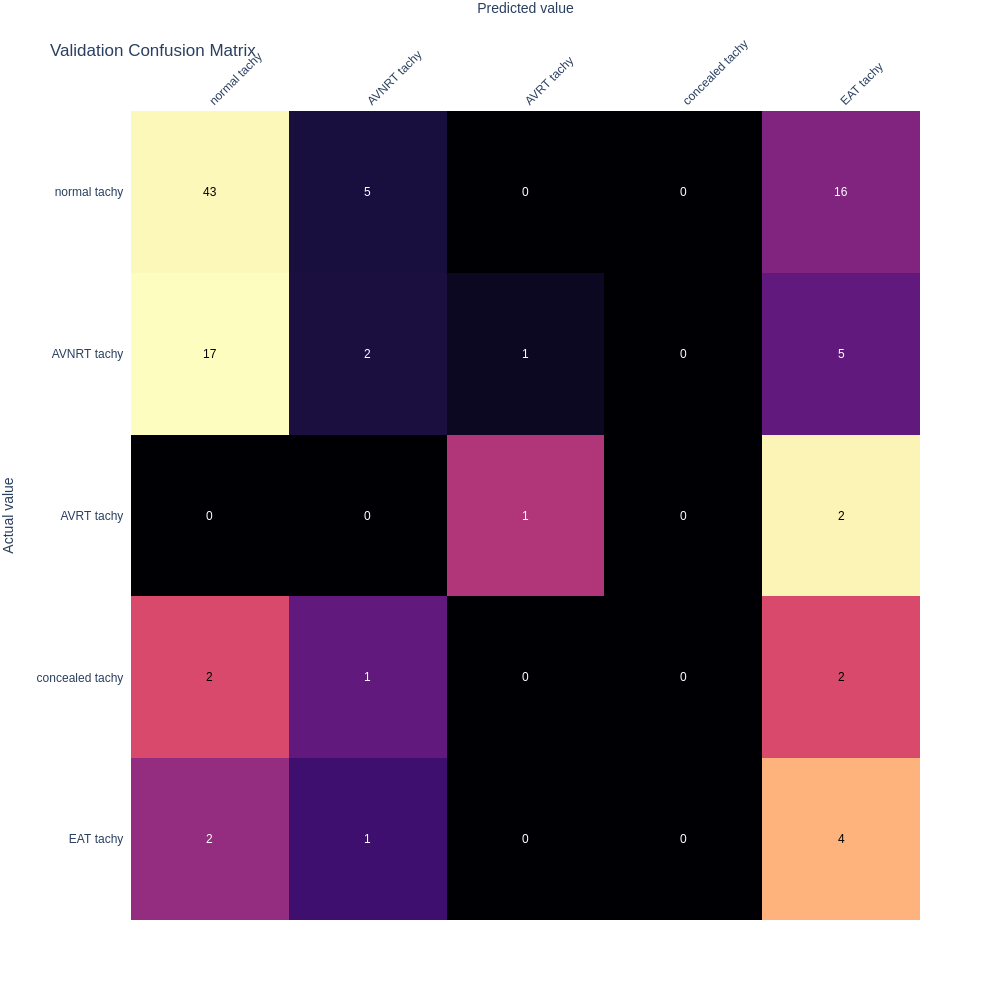 Predicted value
Validation Confusion Matrix
normal tachy AVNRT tachy AVRT tachy concealed tachy EAT tachy
normal tachy 43 5 0 0 16
AVNRT tachy 17 2 1 0 5
AVRT tachy 0 0 1 0 2
concealed tachy 2 1 0 0 2
EAT tachy 2 1 0 0 4
Actual value